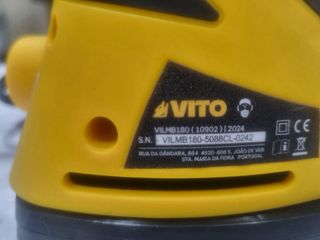 VITO
VILMB180 ( 10902 ) | 2024
S.N. VILMB180-5088CL-0242
CE
RUA DA GÂNDARA, 664 4520-606 S. JOÃO DE VER
STA. MARIA DA FEIRA PORTUGAL